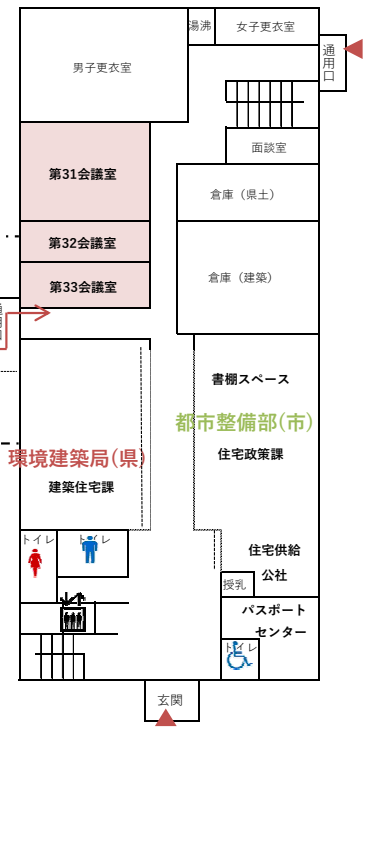 湯沸
女子更衣室
通用口
男子更衣室
面談室
第31会議室
倉庫（県土）
第32会議室
倉庫（建築）
第33会議室
書棚スペース
都市整備部(市)
環境建築局(県)
住宅政策課
建築住宅課
トイレ
トイレ
住宅供給
公社
授乳
パスポート
センター
トイレ
玄関